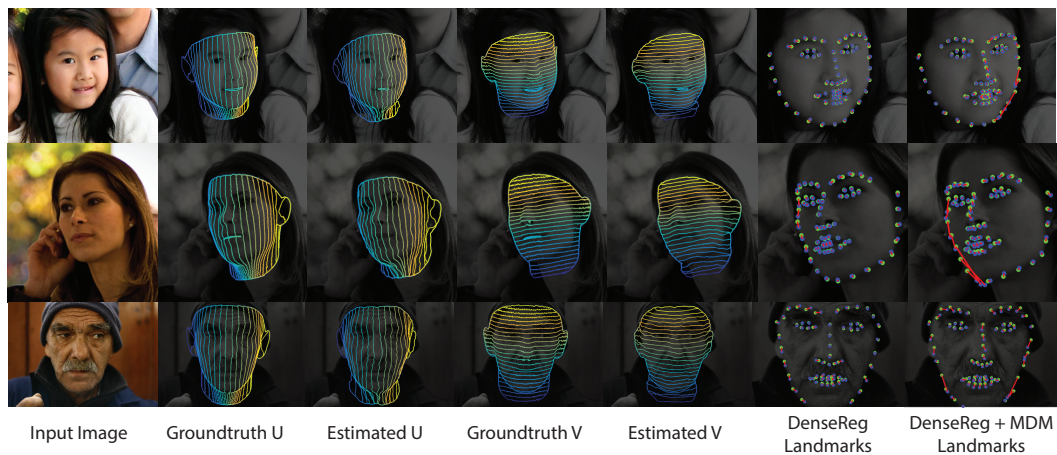 Input Image
Groundtruth U
Estimated U
Groundtruth V
Estimated V
DenseReg
Landmarks
DenseReg + MDM
Landmarks